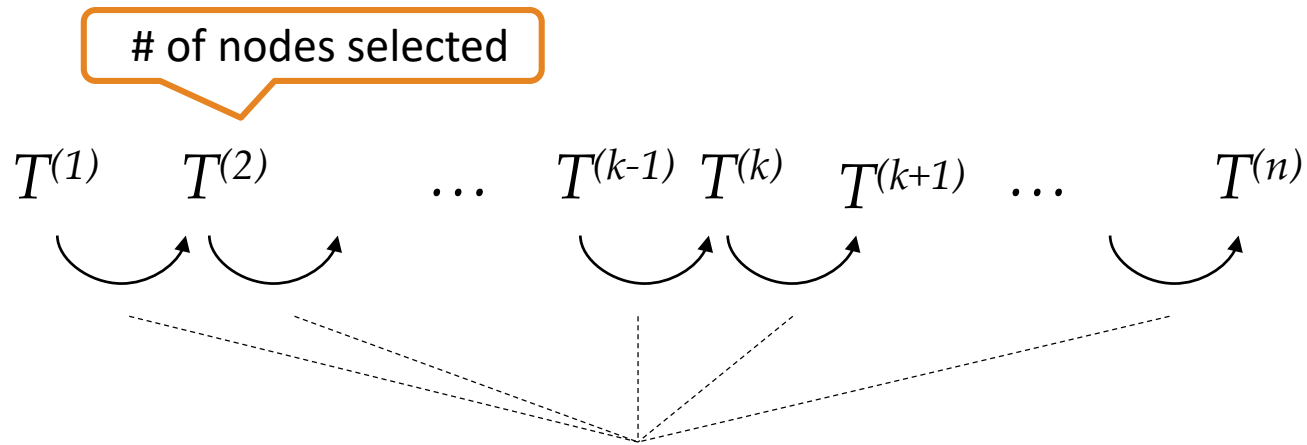 # of nodes selected
T(1) T(2) … T(k-1) T(k) T(k+1) … T(n)